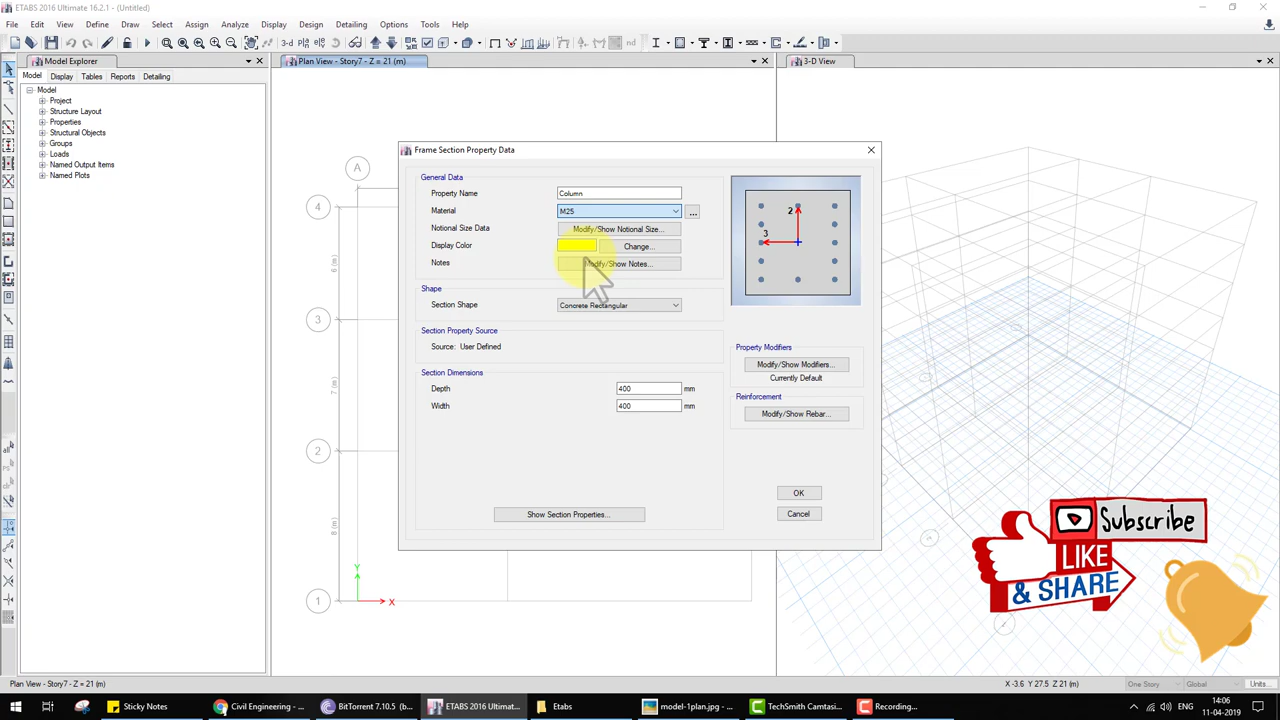 ETABS 2016 Ultimate 16.2.1 - (Untitled)
File Edit View Define Draw Select Assign Analyze Display Design Detailing Options Tools Help
3-d
nd
Model Explorer
Plan View - Story7 - Z = 21 (m)
3-D View
Model Display Tables Reports Detailing
Model
Project
Structure Layout
Properties
Structural Objects
Groups
Loads
Named Output Items
Named Plots
A
4
3
2
1
6 (m)
7 (m)
8 (m)
Y
X
Frame Section Property Data
General Data
Property Name Column
Material M25 ...
Notional Size Data Modify/Show Notional Size...
Display Color Change...
Notes Modify/Show Notes...
Shape
Section Shape Concrete Rectangular
Section Property Source
Source: User Defined
Section Dimensions
Depth 400 mm
Width 400 mm
Show Section Properties...
2
3
Property Modifiers
Modify/Show Modifiers...
Currently Default
Reinforcement
Modify/Show Rebar...
OK
Cancel
Subscribe
LIKE
& SHARE
Plan View - Story7 - Z = 21 (m)
X -3.6 Y 27.5 Z 21 (m)
One Story
Global
Units...
Sticky Notes
Civil Engineering - ...
BitTorrent 7.10.5 (b...
ETABS 2016 Ultimat...
Etabs
model-1plan.jpg - ...
TechSmith Camtasi...
Recording...
ENG
14:06
11-04-2019